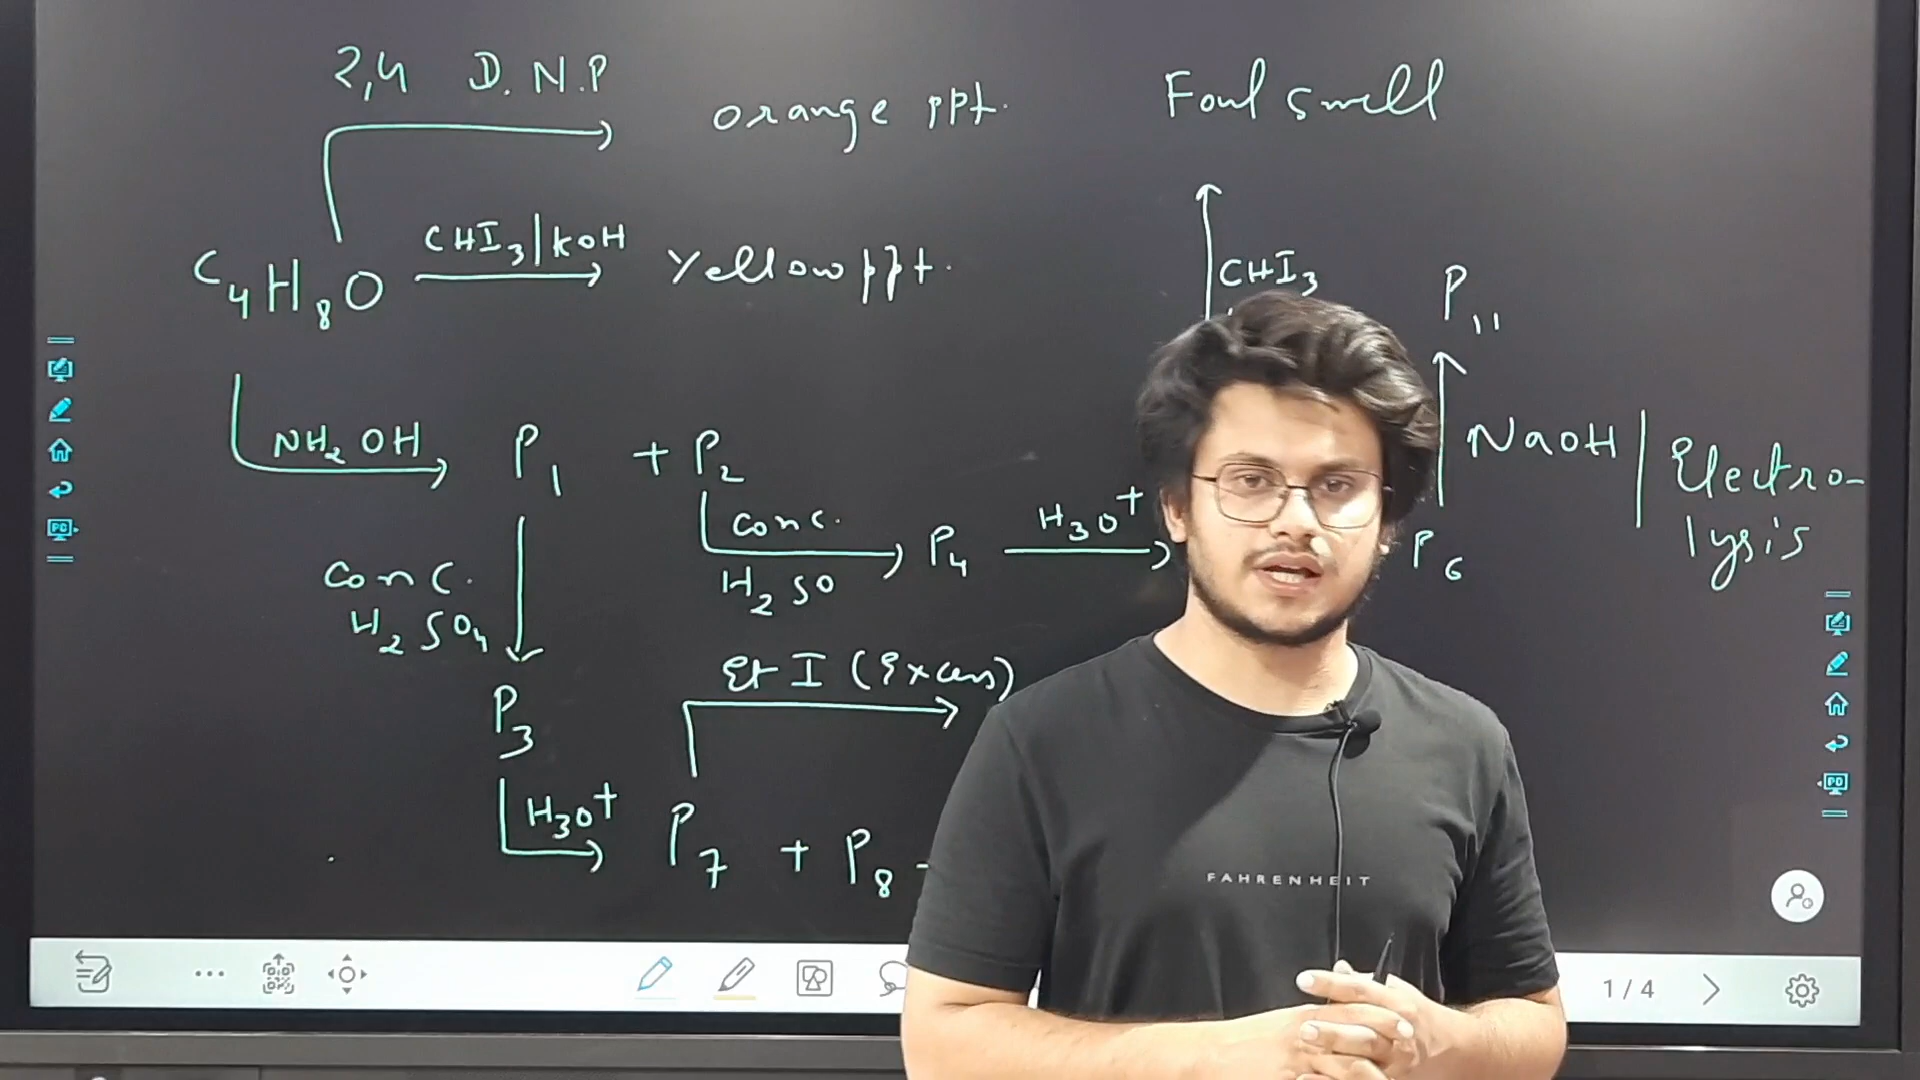 2,4 D.N.P
orange ppt.
Foul smell
C4H8O
CHI3|KOH
Yellow ppt.
CHI3
P11
NH2OH
P1 + P2
NaOH | Electro-
lysis
conc.
H2SO
P4
H3O+
P6
conc.
H2SO4
P3
Et I (Excess)
H3O+
P7 + P8
FAHRENHEIT
1/4